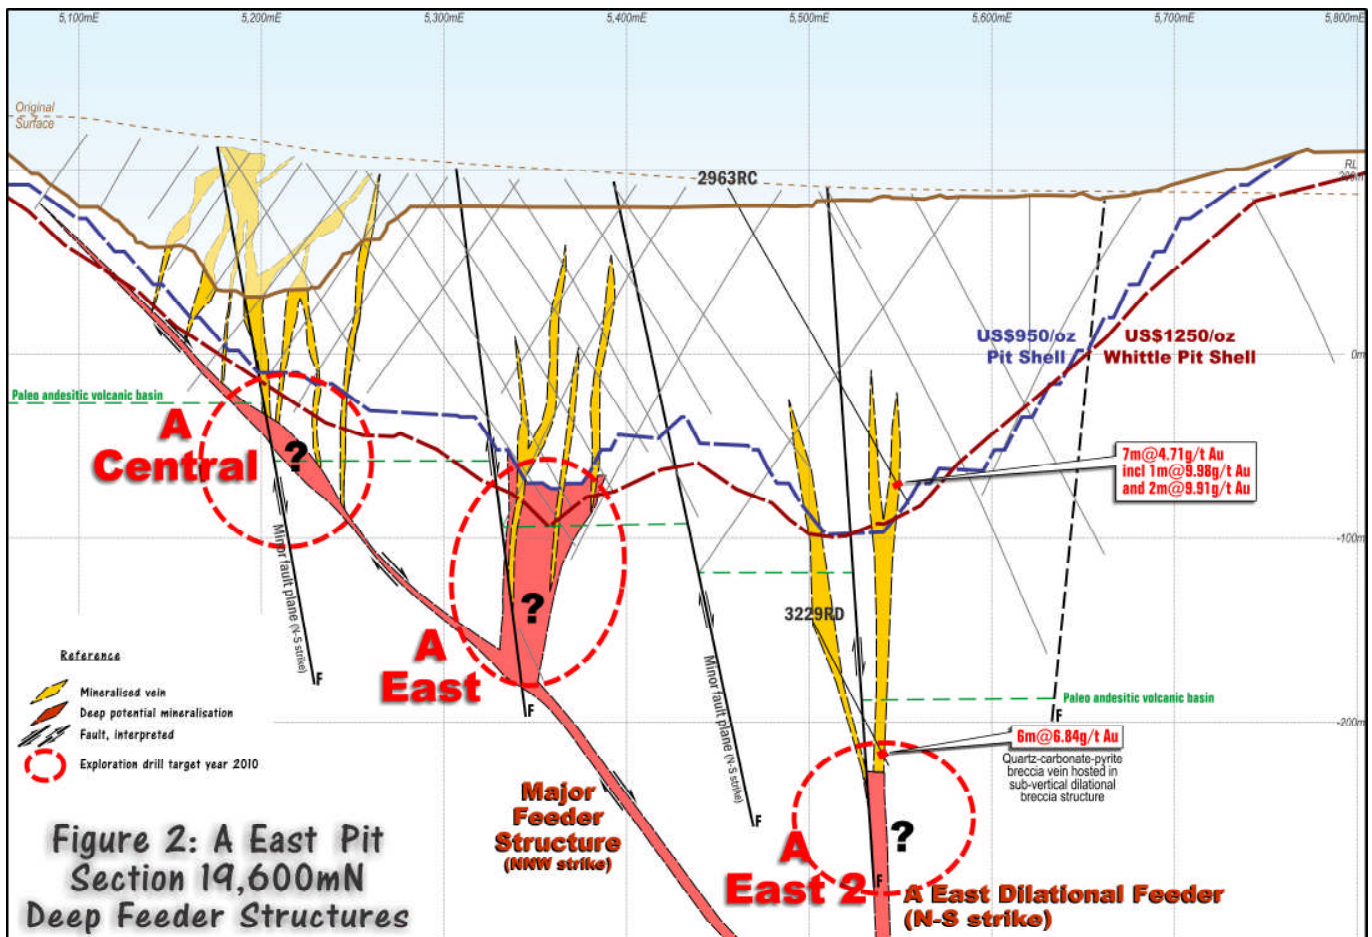 5,100mE
5,200mE
5,300mE
5,400mE
5,500mE
5,600mE
5,700mE
5,800mE
Original
Surface
2963RC
RL
200m
US$950/oz
Pit Shell
US$1250/oz
Whittle Pit Shell
0m
Paleo andesitic volcanic basin
A
Central
?
7m@4.71g/t Au
incl 1m@9.98g/t Au
and 2m@9.91g/t Au
-100m
Minor fault plane (N-S strike)
F
?
A
East
F
3229RD
Minor fault plane (N-S strike)
F
Paleo andesitic volcanic basin
F
-200m
6m@6.84g/t Au
Quartz-carbonate-pyrite
breccia vein hosted in
sub-vertical dilational
breccia structure
Reference
Mineralised vein
Deep potential mineralisation
Fault, interpreted
Exploration drill target year 2010
Major
Feeder
Structure
(NNW strike)
?
A
East 2
F
A East Dilational Feeder
(N-S strike)
Figure 2: A East Pit
Section 19,600mN
Deep Feeder Structures